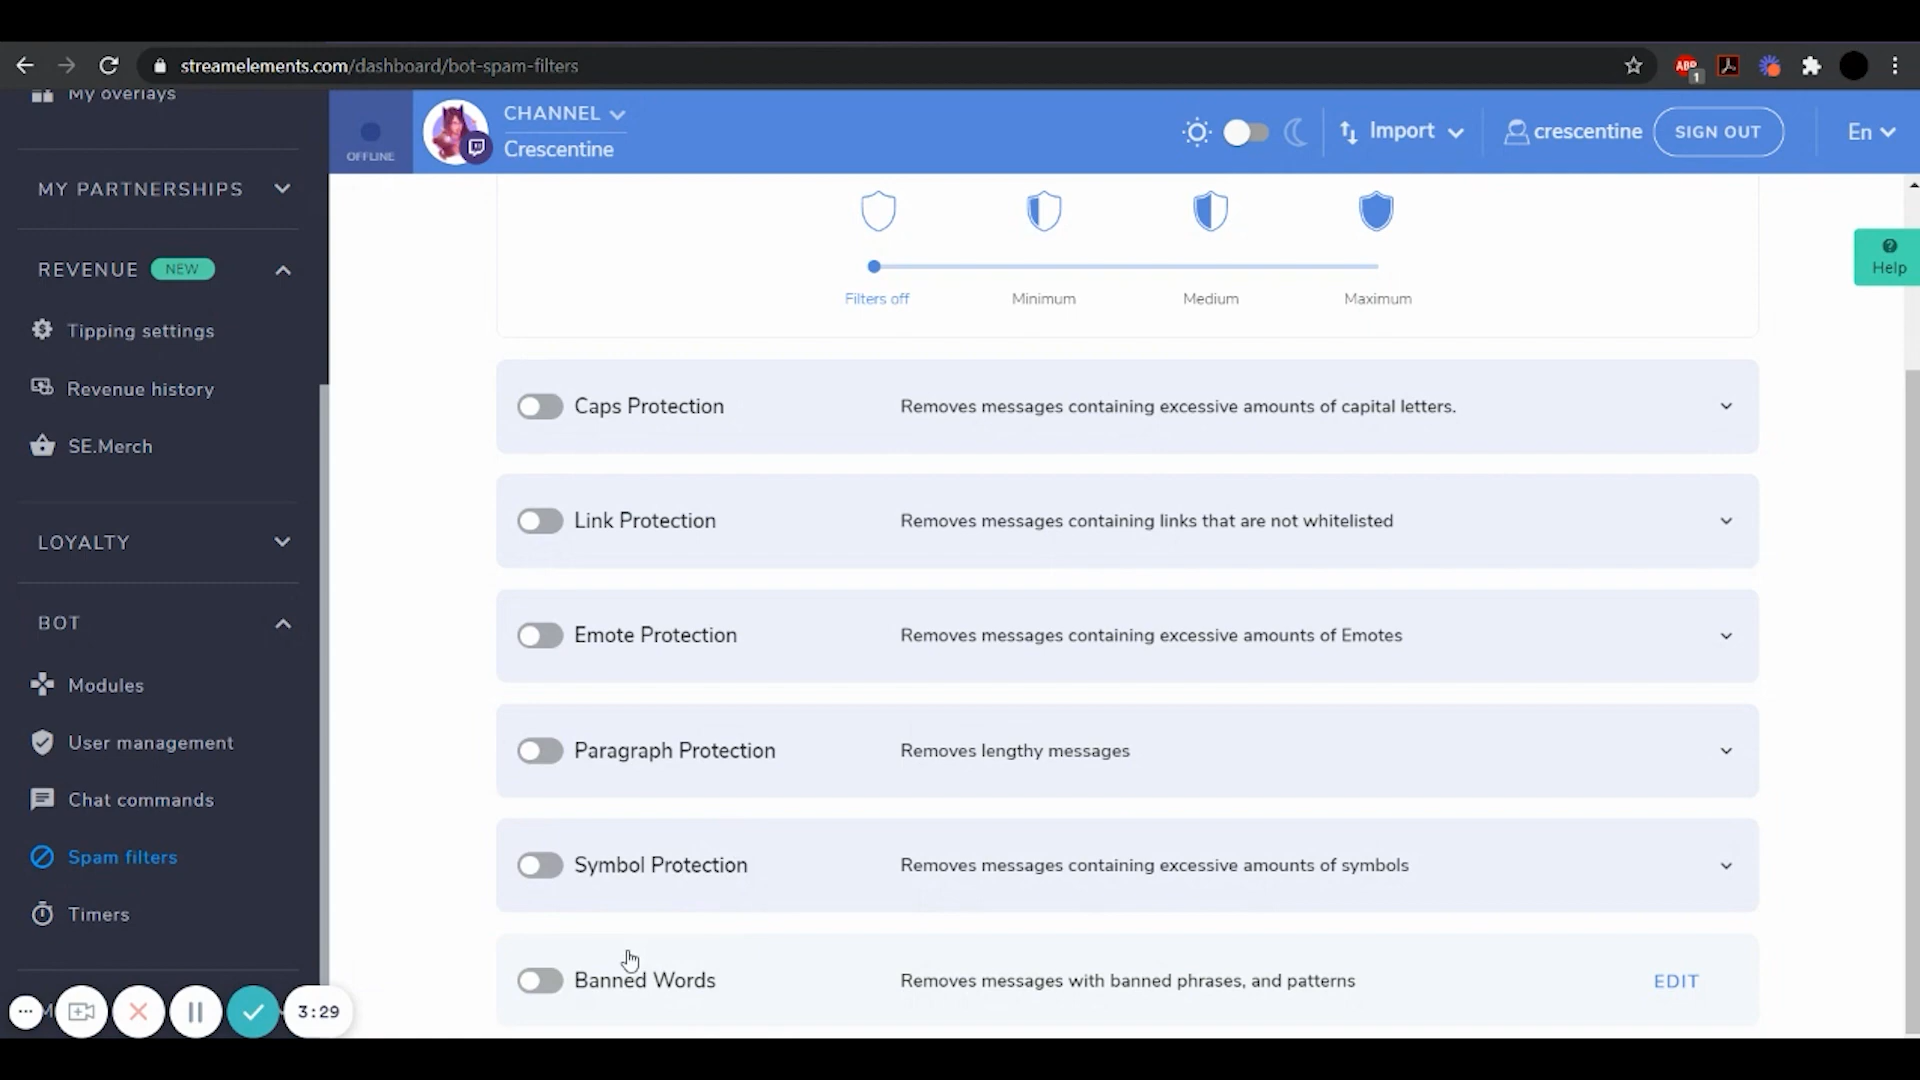 streamelements.com/dashboard/bot-spam-filters
ABP
1
My overlays
MY PARTNERSHIPS
REVENUE NEW
Tipping settings
Revenue history
SE.Merch
LOYALTY
BOT
Modules
User management
Chat commands
Spam filters
Timers
M
3:29
OFFLINE
CHANNEL
Crescentine
Import
crescentine
SIGN OUT
En
Help
Filters off Minimum Medium Maximum
Caps Protection Removes messages containing excessive amounts of capital letters.
Link Protection Removes messages containing links that are not whitelisted
Emote Protection Removes messages containing excessive amounts of Emotes
Paragraph Protection Removes lengthy messages
Symbol Protection Removes messages containing excessive amounts of symbols
Banned Words Removes messages with banned phrases, and patterns EDIT